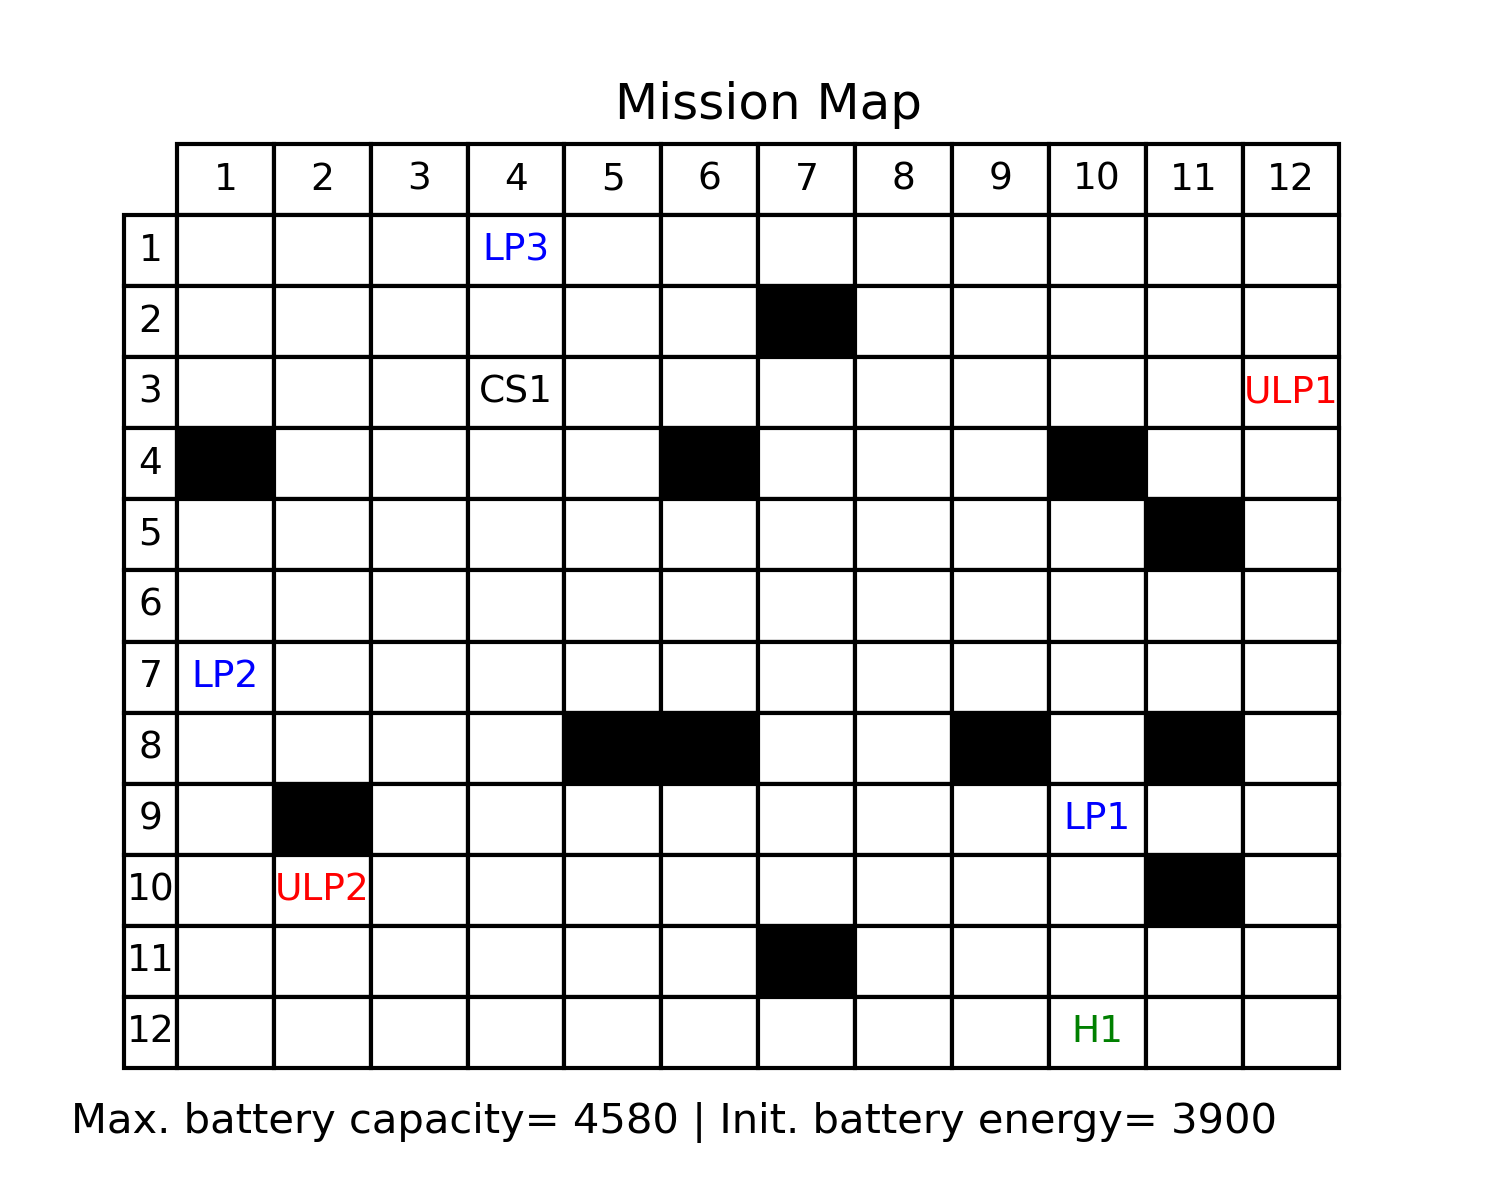 Mission Map
1 2 3 4 5 6 7 8 9 10 11 12
1 LP3
2
3 CS1 ULP1
4
5
6
7 LP2
8
9 LP1
10 ULP2
11
12 H1
Max. battery capacity= 4580 | Init. battery energy= 3900